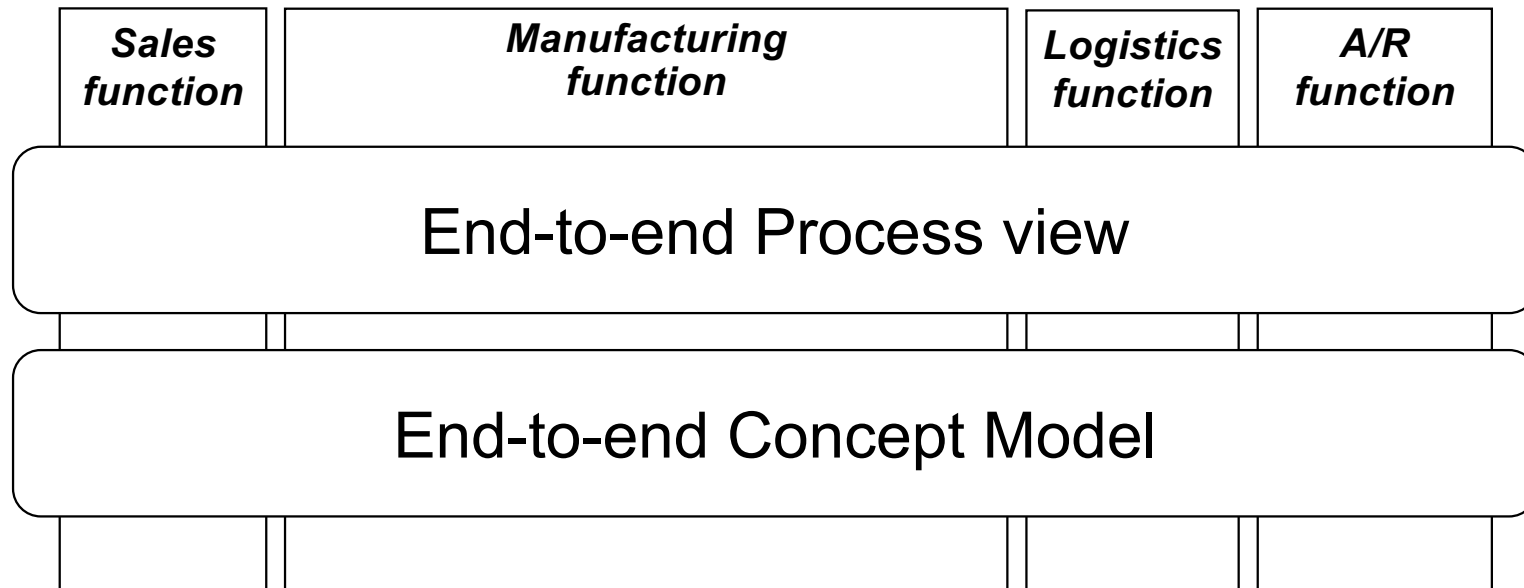 Sales
function
Manufacturing
function
Logistics
function
A/R
function
End-to-end Process view
End-to-end Concept Model